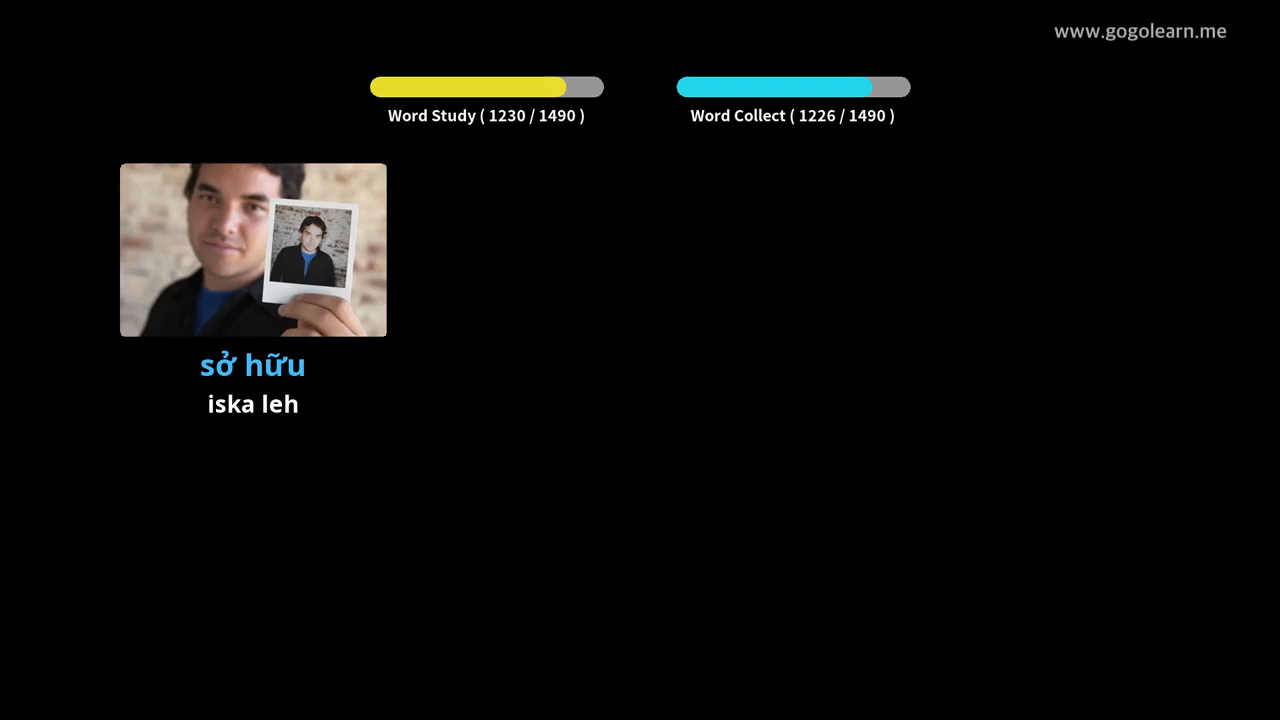 www.gogolearn.me
Word Study ( 1230 / 1490 )
Word Collect ( 1226 / 1490 )
sở hữu
iska leh